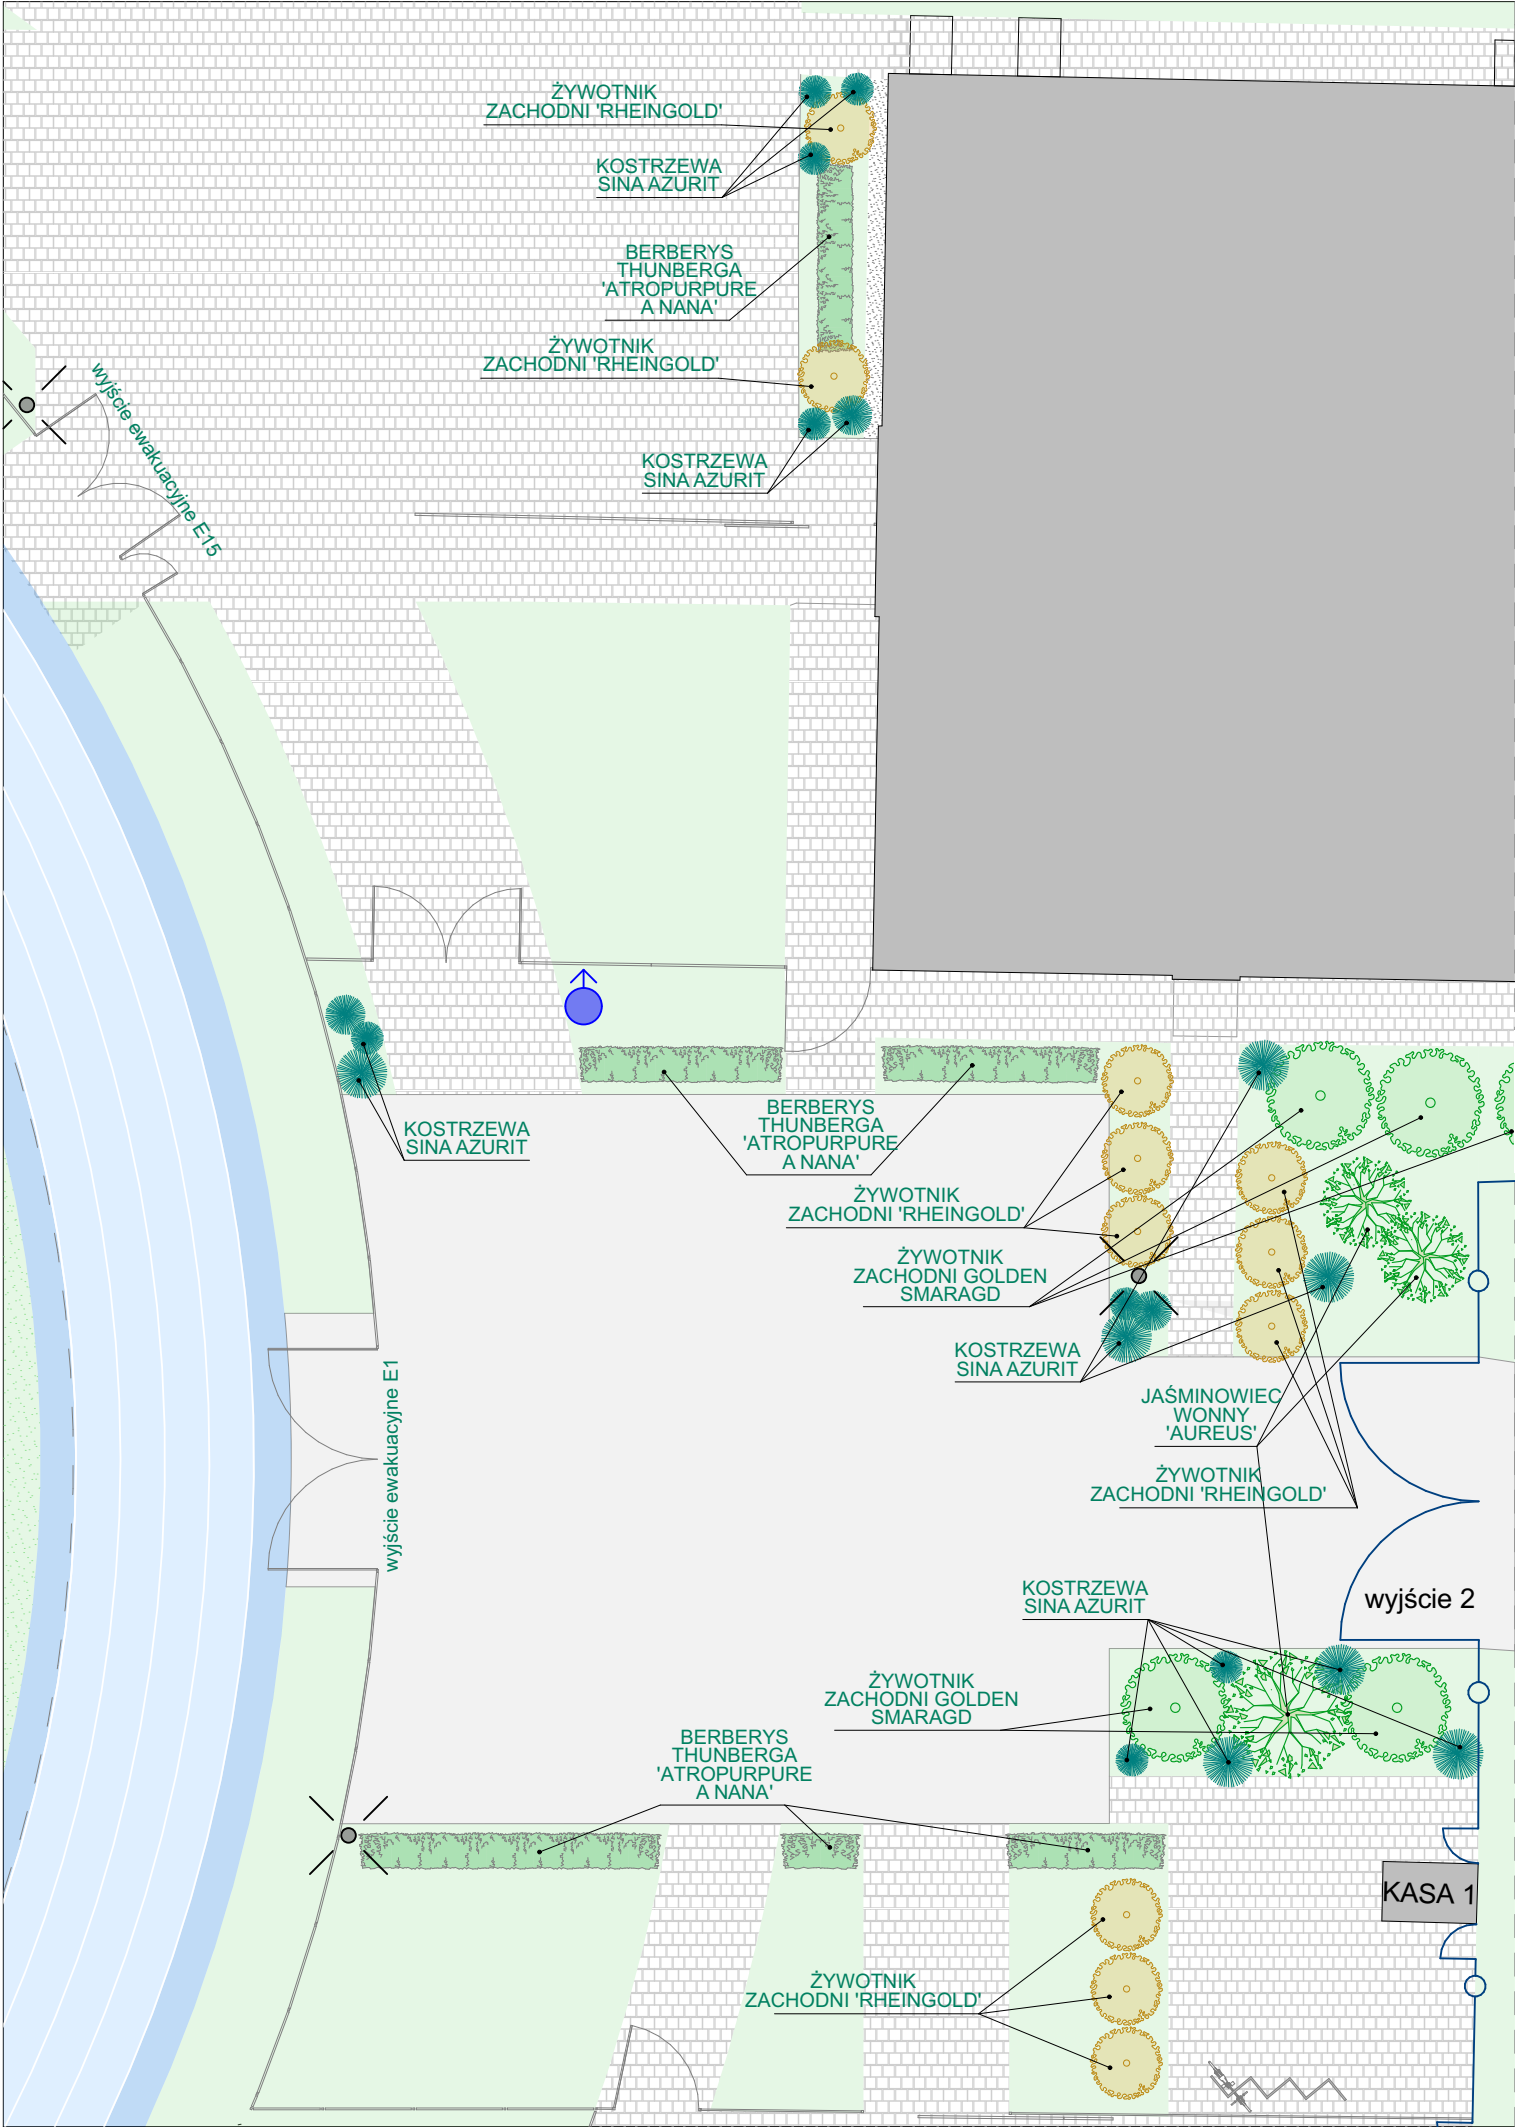 ŻYWOTNIK
ZACHODNI 'RHEINGOLD'
KOSTRZEWA
SINA AZURIT
BERBERYS
THUNBERGA
'ATROPURPURE
A NANA'
ŻYWOTNIK
ZACHODNI 'RHEINGOLD'
wyjście ewakuacyjne E15
KOSTRZEWA
SINA AZURIT
KOSTRZEWA
SINA AZURIT
BERBERYS
THUNBERGA
'ATROPURPURE
A NANA'
ŻYWOTNIK
ZACHODNI 'RHEINGOLD'
ŻYWOTNIK
ZACHODNI GOLDEN
SMARAGD
KOSTRZEWA
SINA AZURIT
wyjście ewakuacyjne E1
JAŚMINOWIEC
WONNY
'AUREUS'
ŻYWOTNIK
ZACHODNI 'RHEINGOLD'
KOSTRZEWA
SINA AZURIT
wyjście 2
ŻYWOTNIK
ZACHODNI GOLDEN
SMARAGD
BERBERYS
THUNBERGA
'ATROPURPURE
A NANA'
KASA 1
ŻYWOTNIK
ZACHODNI 'RHEINGOLD'